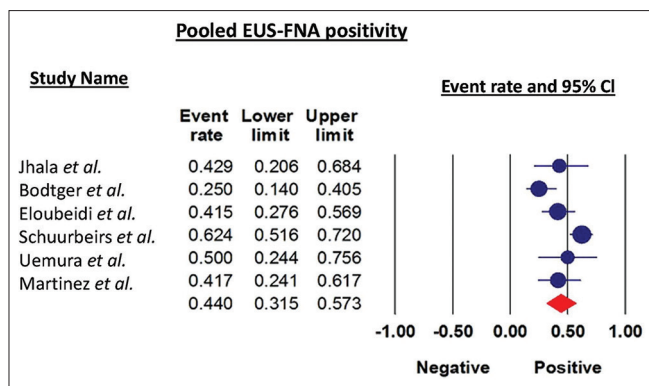 Pooled EUS-FNA positivity
Study Name
Event rate and 95% CI
Event Lower Upper
rate limit limit
Jhala et al. 0.429 0.206 0.684
Bodtger et al. 0.250 0.140 0.405
Eloubeidi et al. 0.415 0.276 0.569
Schuurbeirs et al. 0.624 0.516 0.720
Uemura et al. 0.500 0.244 0.756
Martinez et al. 0.417 0.241 0.617
0.440 0.315 0.573
-1.00 -0.50 0.00 0.50 1.00
Negative Positive